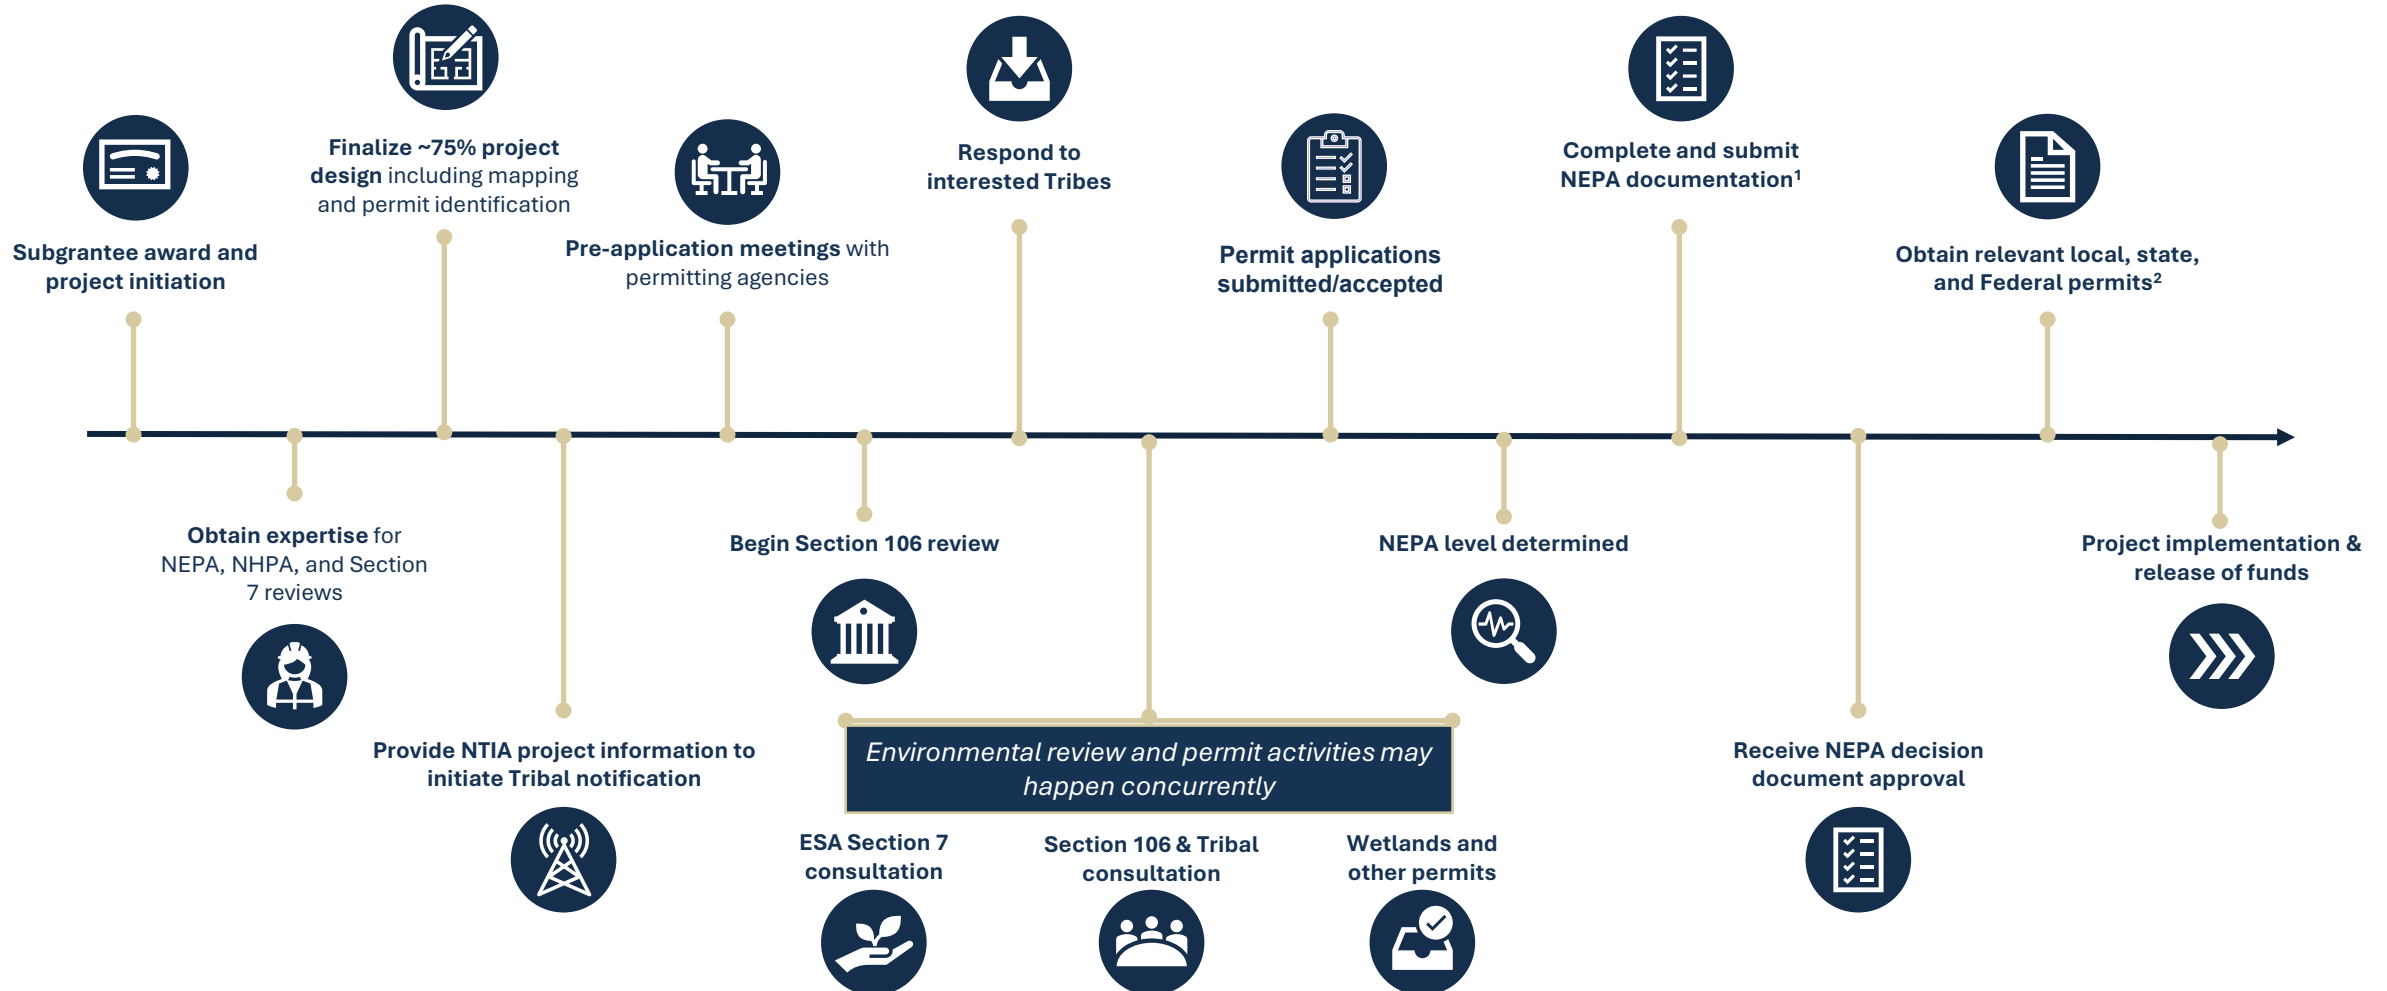 Finalize ~75% project
design including mapping
and permit identification
Respond to
interested Tribes
Complete and submit
NEPA documentation¹
Subgrantee award and
project initiation
Pre-application meetings with
permitting agencies
Permit applications
submitted/accepted
Obtain relevant local, state,
and Federal permits²
Obtain expertise for
NEPA, NHPA, and Section
7 reviews
Begin Section 106 review
NEPA level determined
Project implementation &
release of funds
Provide NTIA project information to
initiate Tribal notification
Environmental review and permit activities may
happen concurrently
Receive NEPA decision
document approval
ESA Section 7
consultation
Section 106 & Tribal
consultation
Wetlands and
other permits